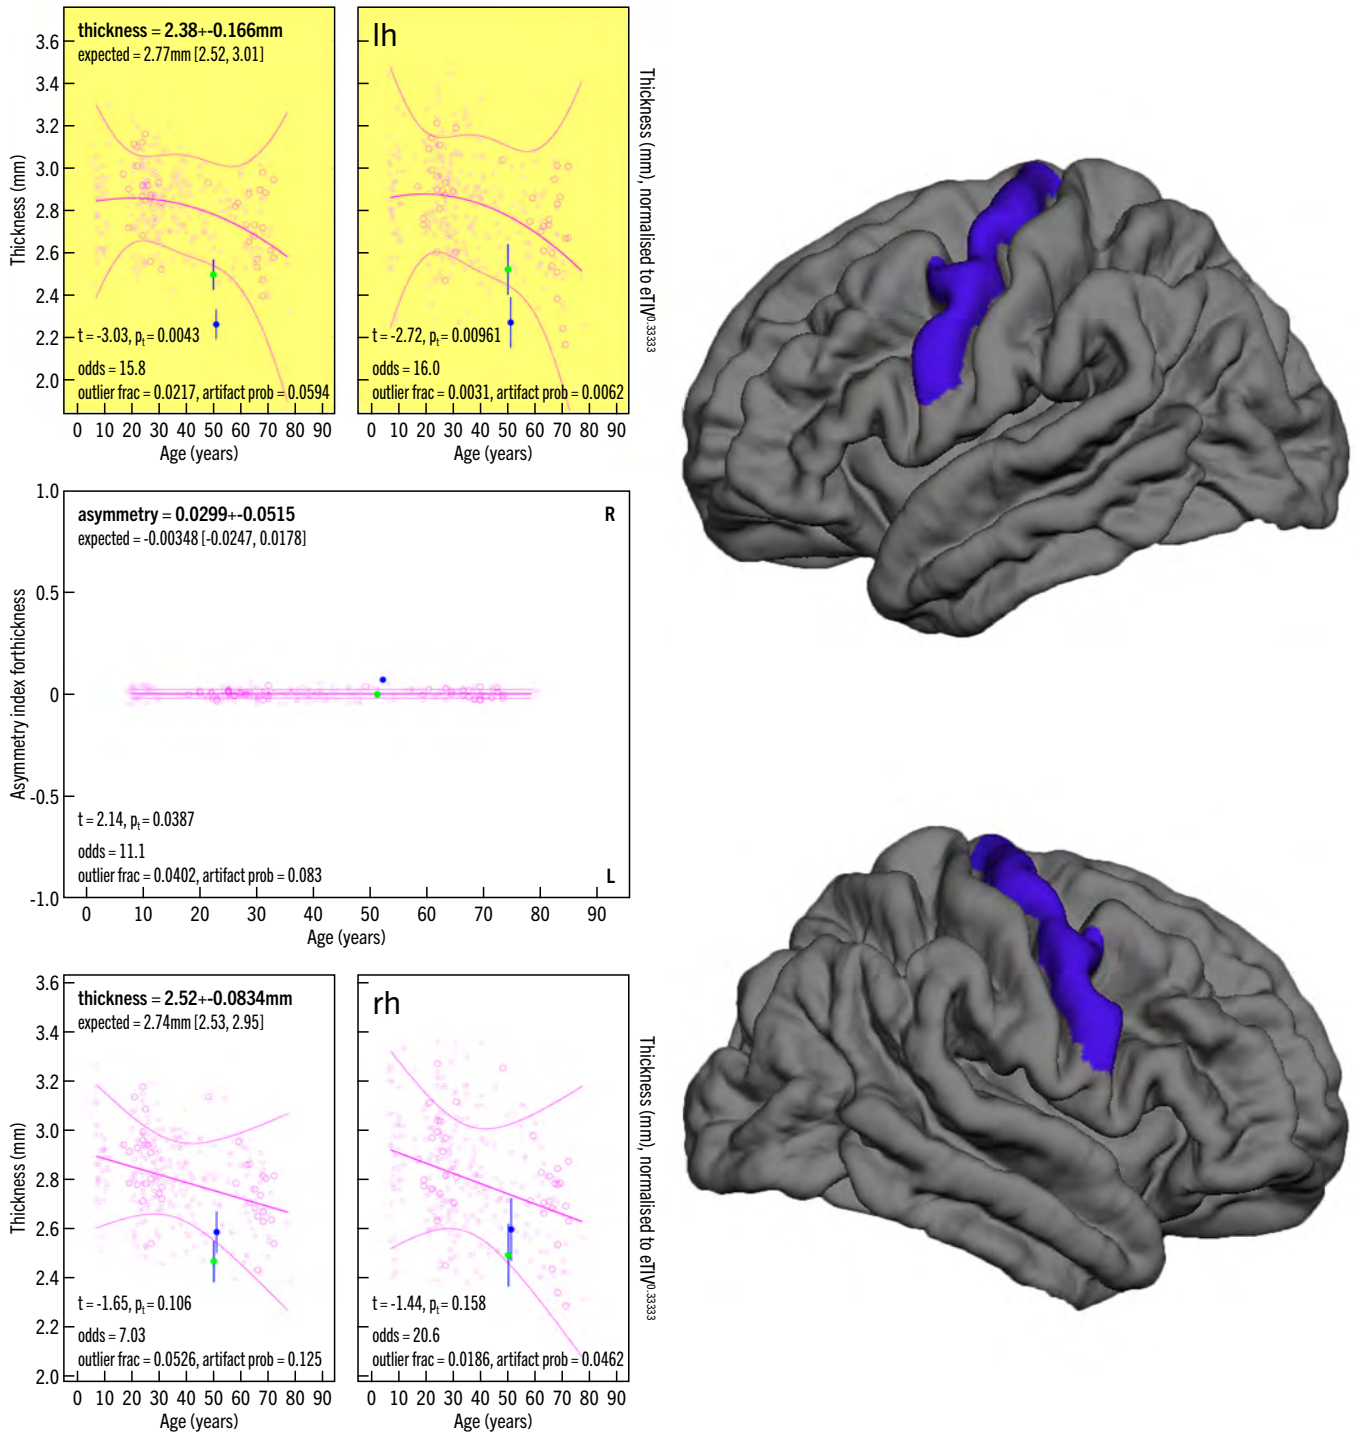 thickness = 2.38+-0.166mm
expected = 2.77mm [2.52, 3.01]
lh
3.6
3.4
3.2
3.0
2.8
2.6
2.4
2.2
2.0
Thickness (mm)
t = -3.03, pt = 0.0043
odds = 15.8
outlier frac = 0.0217, artifact prob = 0.0594
t = -2.72, pt = 0.00961
odds = 16.0
outlier frac = 0.0031, artifact prob = 0.0062
Thickness (mm), normalised to eTIV^0.33333
0 10 20 30 40 50 60 70 80 90
0 10 20 30 40 50 60 70 80 90
Age (years)
Age (years)
1.0
0.5
0
-0.5
-1.0
Asymmetry index forthickness
asymmetry = 0.0299+-0.0515
expected = -0.00348 [-0.0247, 0.0178]
R
t = 2.14, pt = 0.0387
odds = 11.1
outlier frac = 0.0402, artifact prob = 0.083
L
0 10 20 30 40 50 60 70 80 90
Age (years)
thickness = 2.52+-0.0834mm
expected = 2.74mm [2.53, 2.95]
rh
3.6
3.4
3.2
3.0
2.8
2.6
2.4
2.2
2.0
Thickness (mm)
t = -1.65, pt = 0.106
odds = 7.03
outlier frac = 0.0526, artifact prob = 0.125
t = -1.44, pt = 0.158
odds = 20.6
outlier frac = 0.0186, artifact prob = 0.0462
Thickness (mm), normalised to eTIV^0.33333
0 10 20 30 40 50 60 70 80 90
0 10 20 30 40 50 60 70 80 90
Age (years)
Age (years)